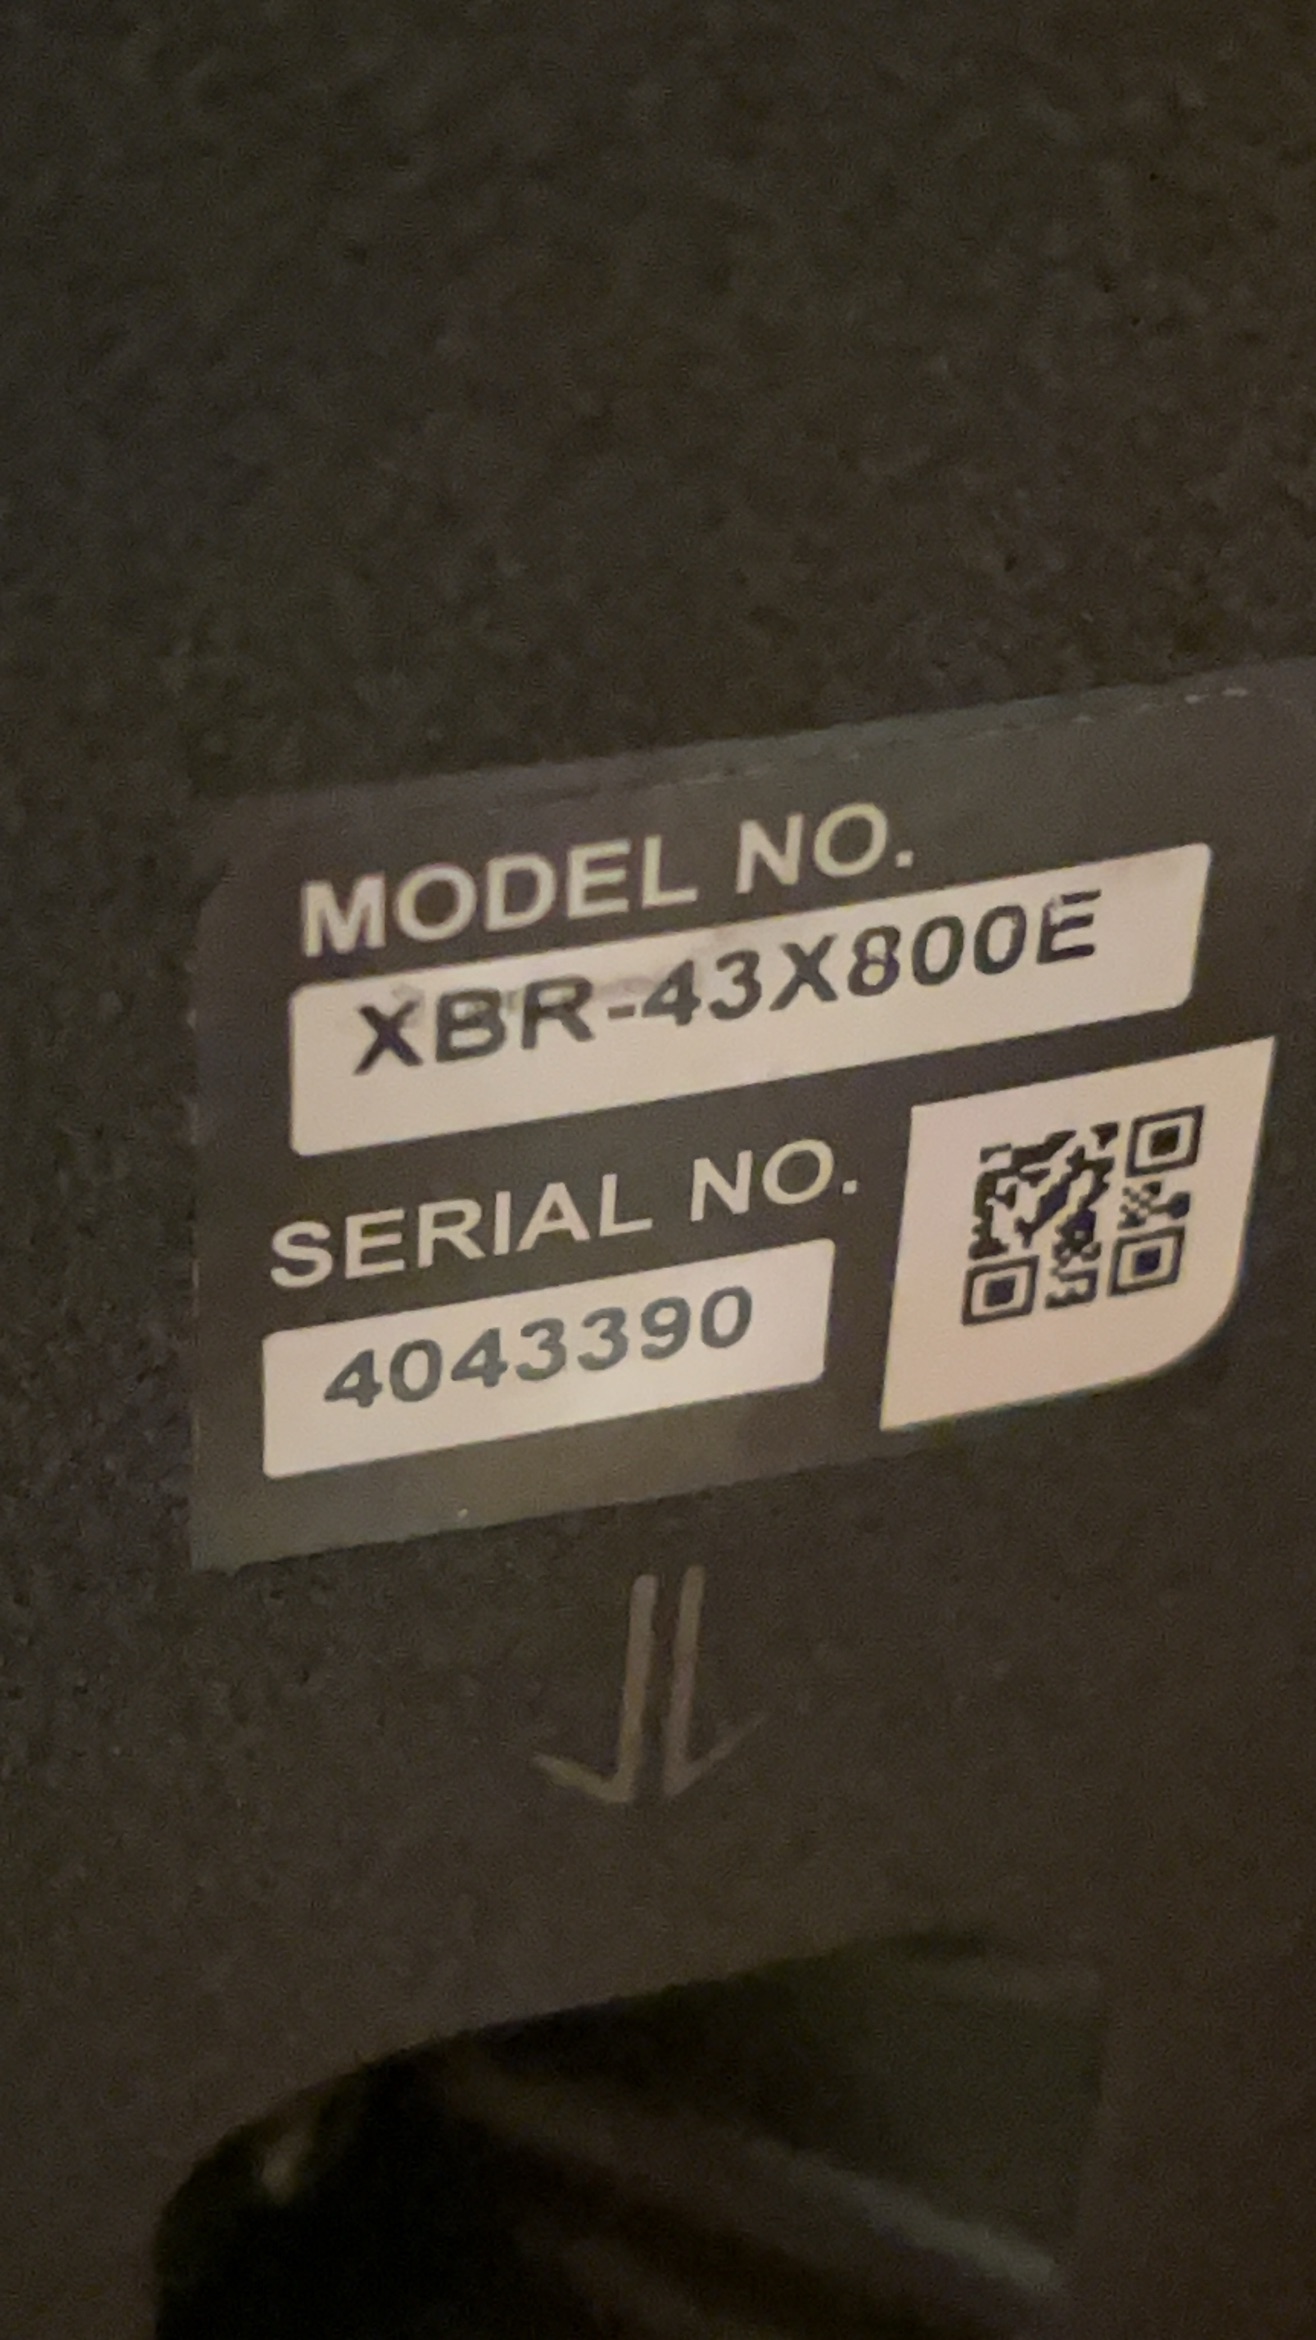 MODEL NO.
XBR-43X800E
SERIAL NO.
4043390